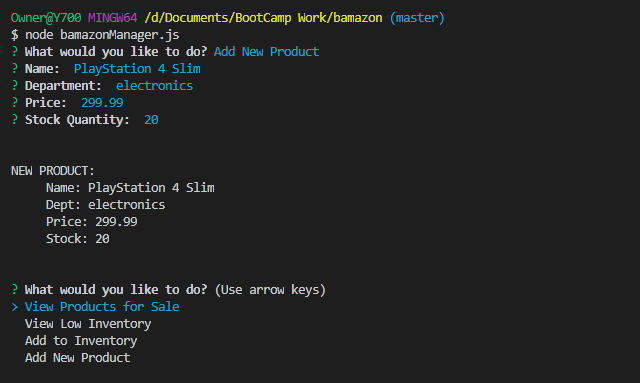 Owner@Y700 MINGW64 /d/Documents/BootCamp Work/bamazon (master)
$ node bamazonManager.js
? What would you like to do? Add New Product
? Name:  PlayStation 4 Slim
? Department:  electronics
? Price:  299.99
? Stock Quantity:  20
NEW PRODUCT:
     Name: PlayStation 4 Slim
     Dept: electronics
     Price: 299.99
     Stock: 20
? What would you like to do? (Use arrow keys)
> View Products for Sale
  View Low Inventory
  Add to Inventory
  Add New Product